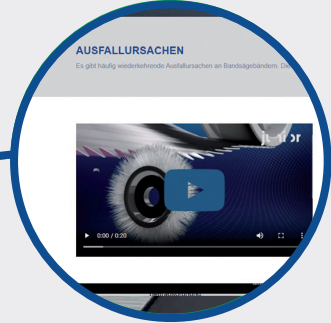 AUSFALLURSACHEN
Es gibt häufig wiederkehrende Ausfallursachen an Bandsägebändern. Die
0:00 / 0:20